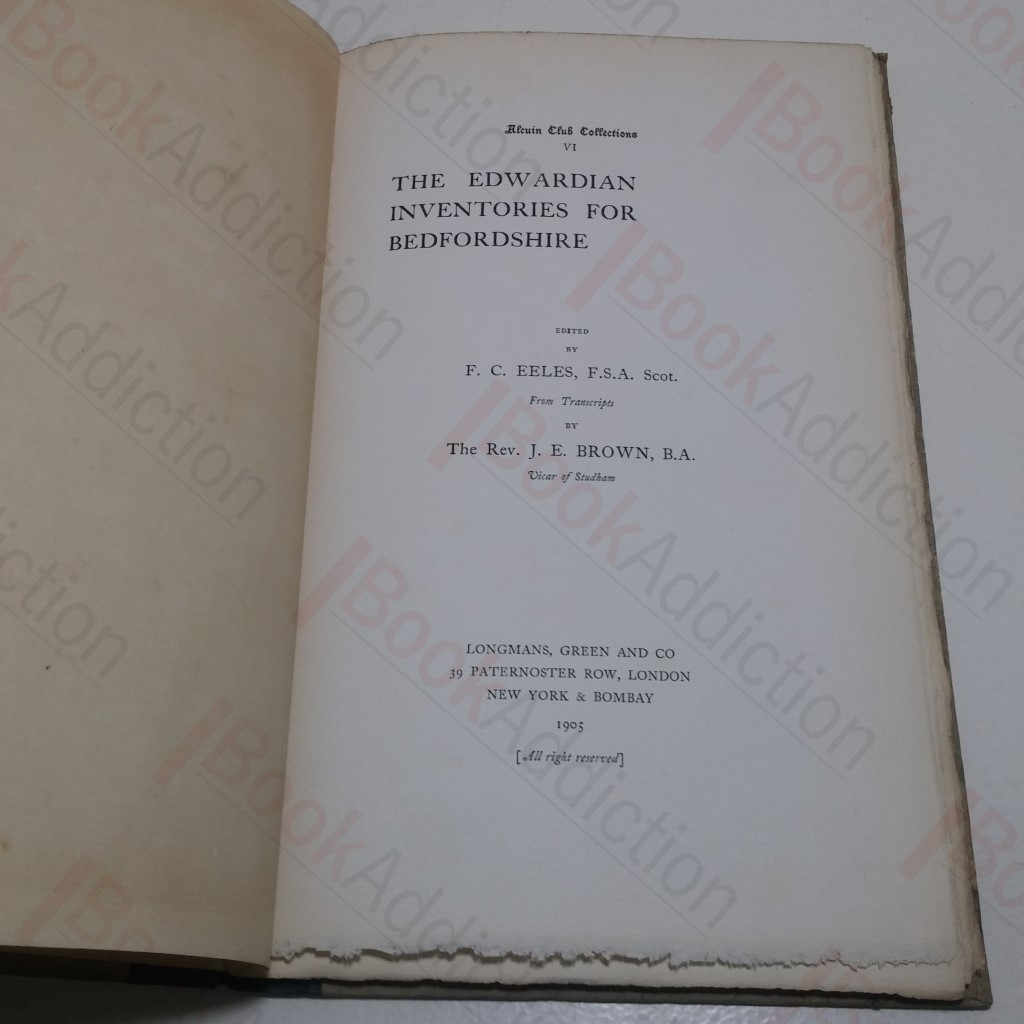 Alcuin Club Collections
VI
THE EDWARDIAN
INVENTORIES FOR
BEDFORDSHIRE
EDITED
BY
F. C. EELES, F.S.A. Scot.
From Transcripts
BY
The Rev. J. E. BROWN, B.A.
Vicar of Studham
LONGMANS, GREEN AND CO
39 PATERNOSTER ROW, LONDON
NEW YORK & BOMBAY
1905
[All right reserved]
BookAddiction